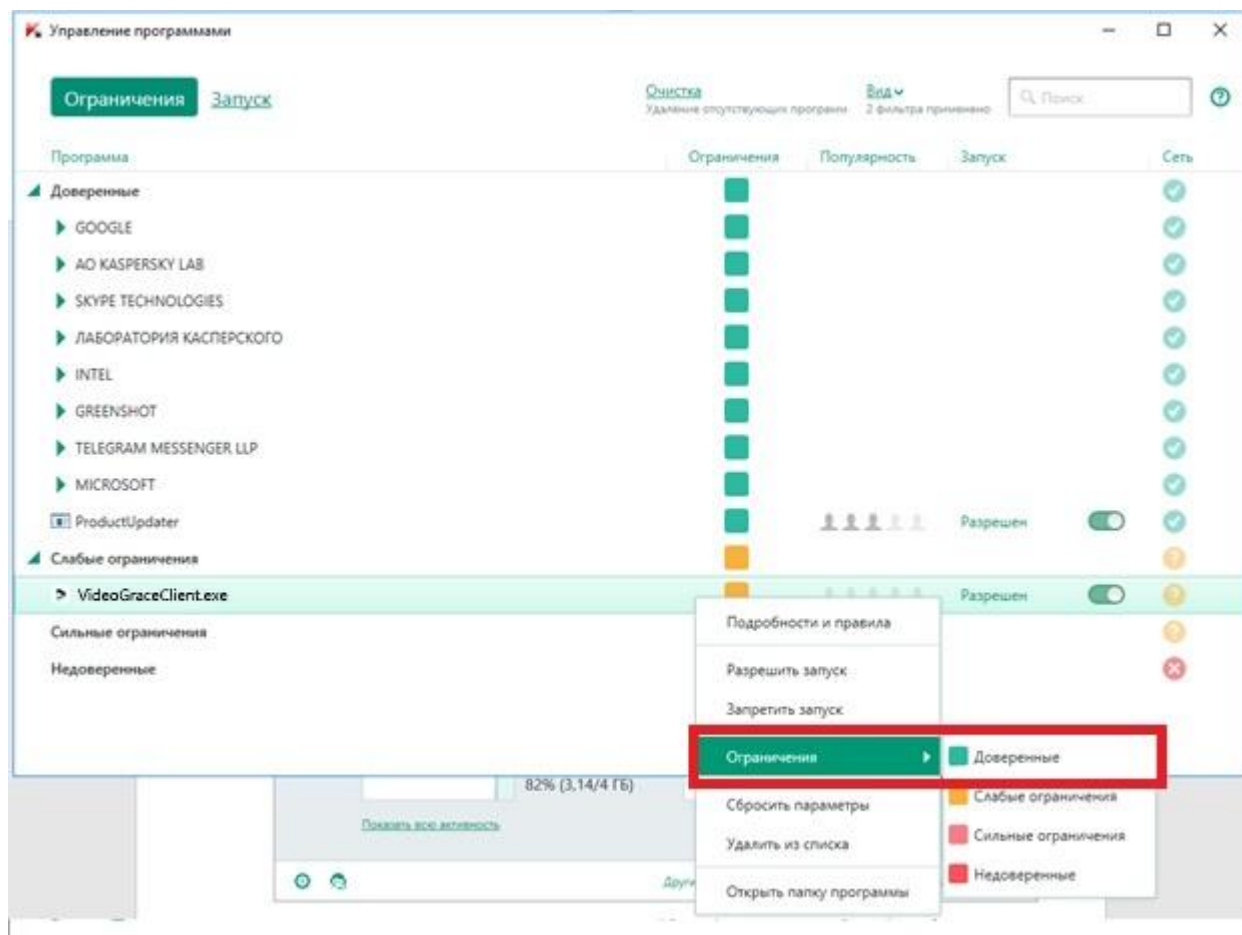 Управление программами
Ограничения Запуск
Очистка Вид
Удаление отсутствующих программ 2 фильтра применено
Поиск
Программа Ограничения Популярность Запуск Сеть
Доверенные
GOOGLE
AO KASPERSKY LAB
SKYPE TECHNOLOGIES
ЛАБОРАТОРИЯ КАСПЕРСКОГО
INTEL
GREENSHOT
TELEGRAM MESSENGER LLP
MICROSOFT
ProductUpdater Разрешен
Слабые ограничения
VideoGraceClient.exe Разрешен
Сильные ограничения
Недоверенные
Подробности и правила
Разрешить запуск
Запретить запуск
Ограничения
Сбросить параметры
Удалить из списка
Открыть папку программы
Доверенные
Слабые ограничения
Сильные ограничения
Недоверенные
82% (3,14/4 ГБ)
Показать всю активность